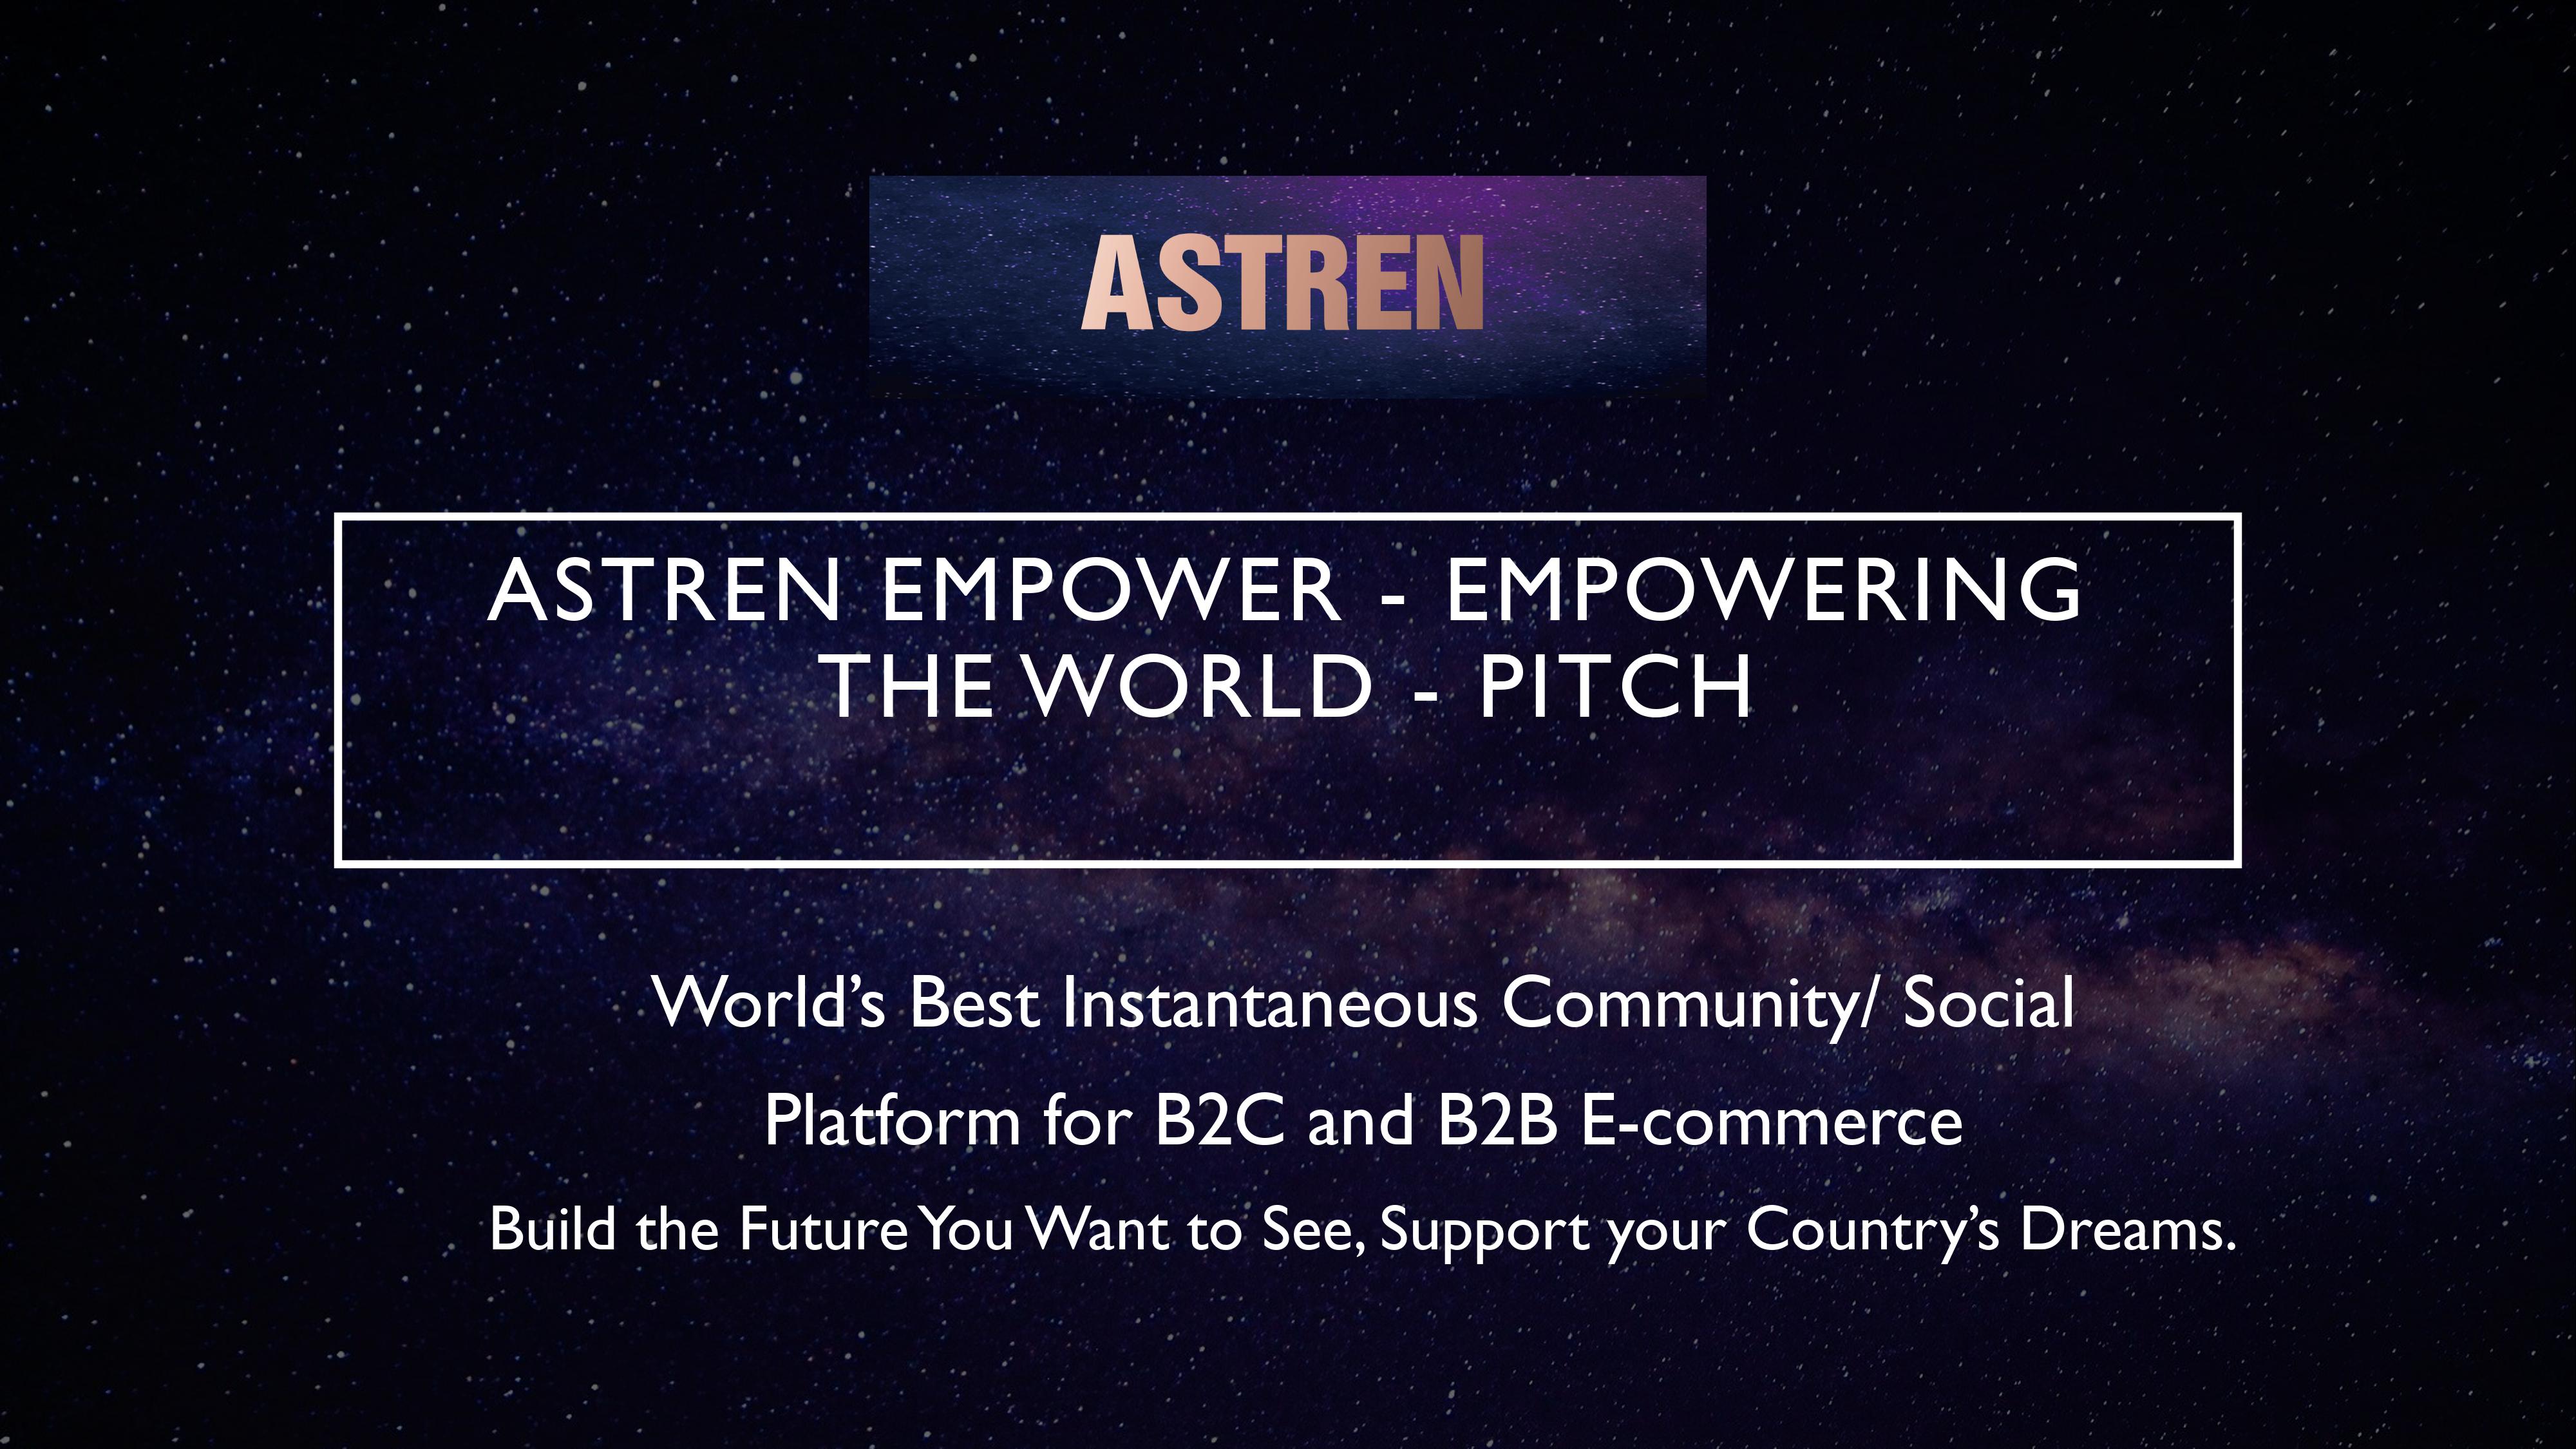 ASTREN
ASTREN EMPOWER - EMPOWERING
THE WORLD - PITCH
World’s Best Instantaneous Community/ Social
Platform for B2C and B2B E-commerce
Build the Future You Want to See, Support your Country’s Dreams.